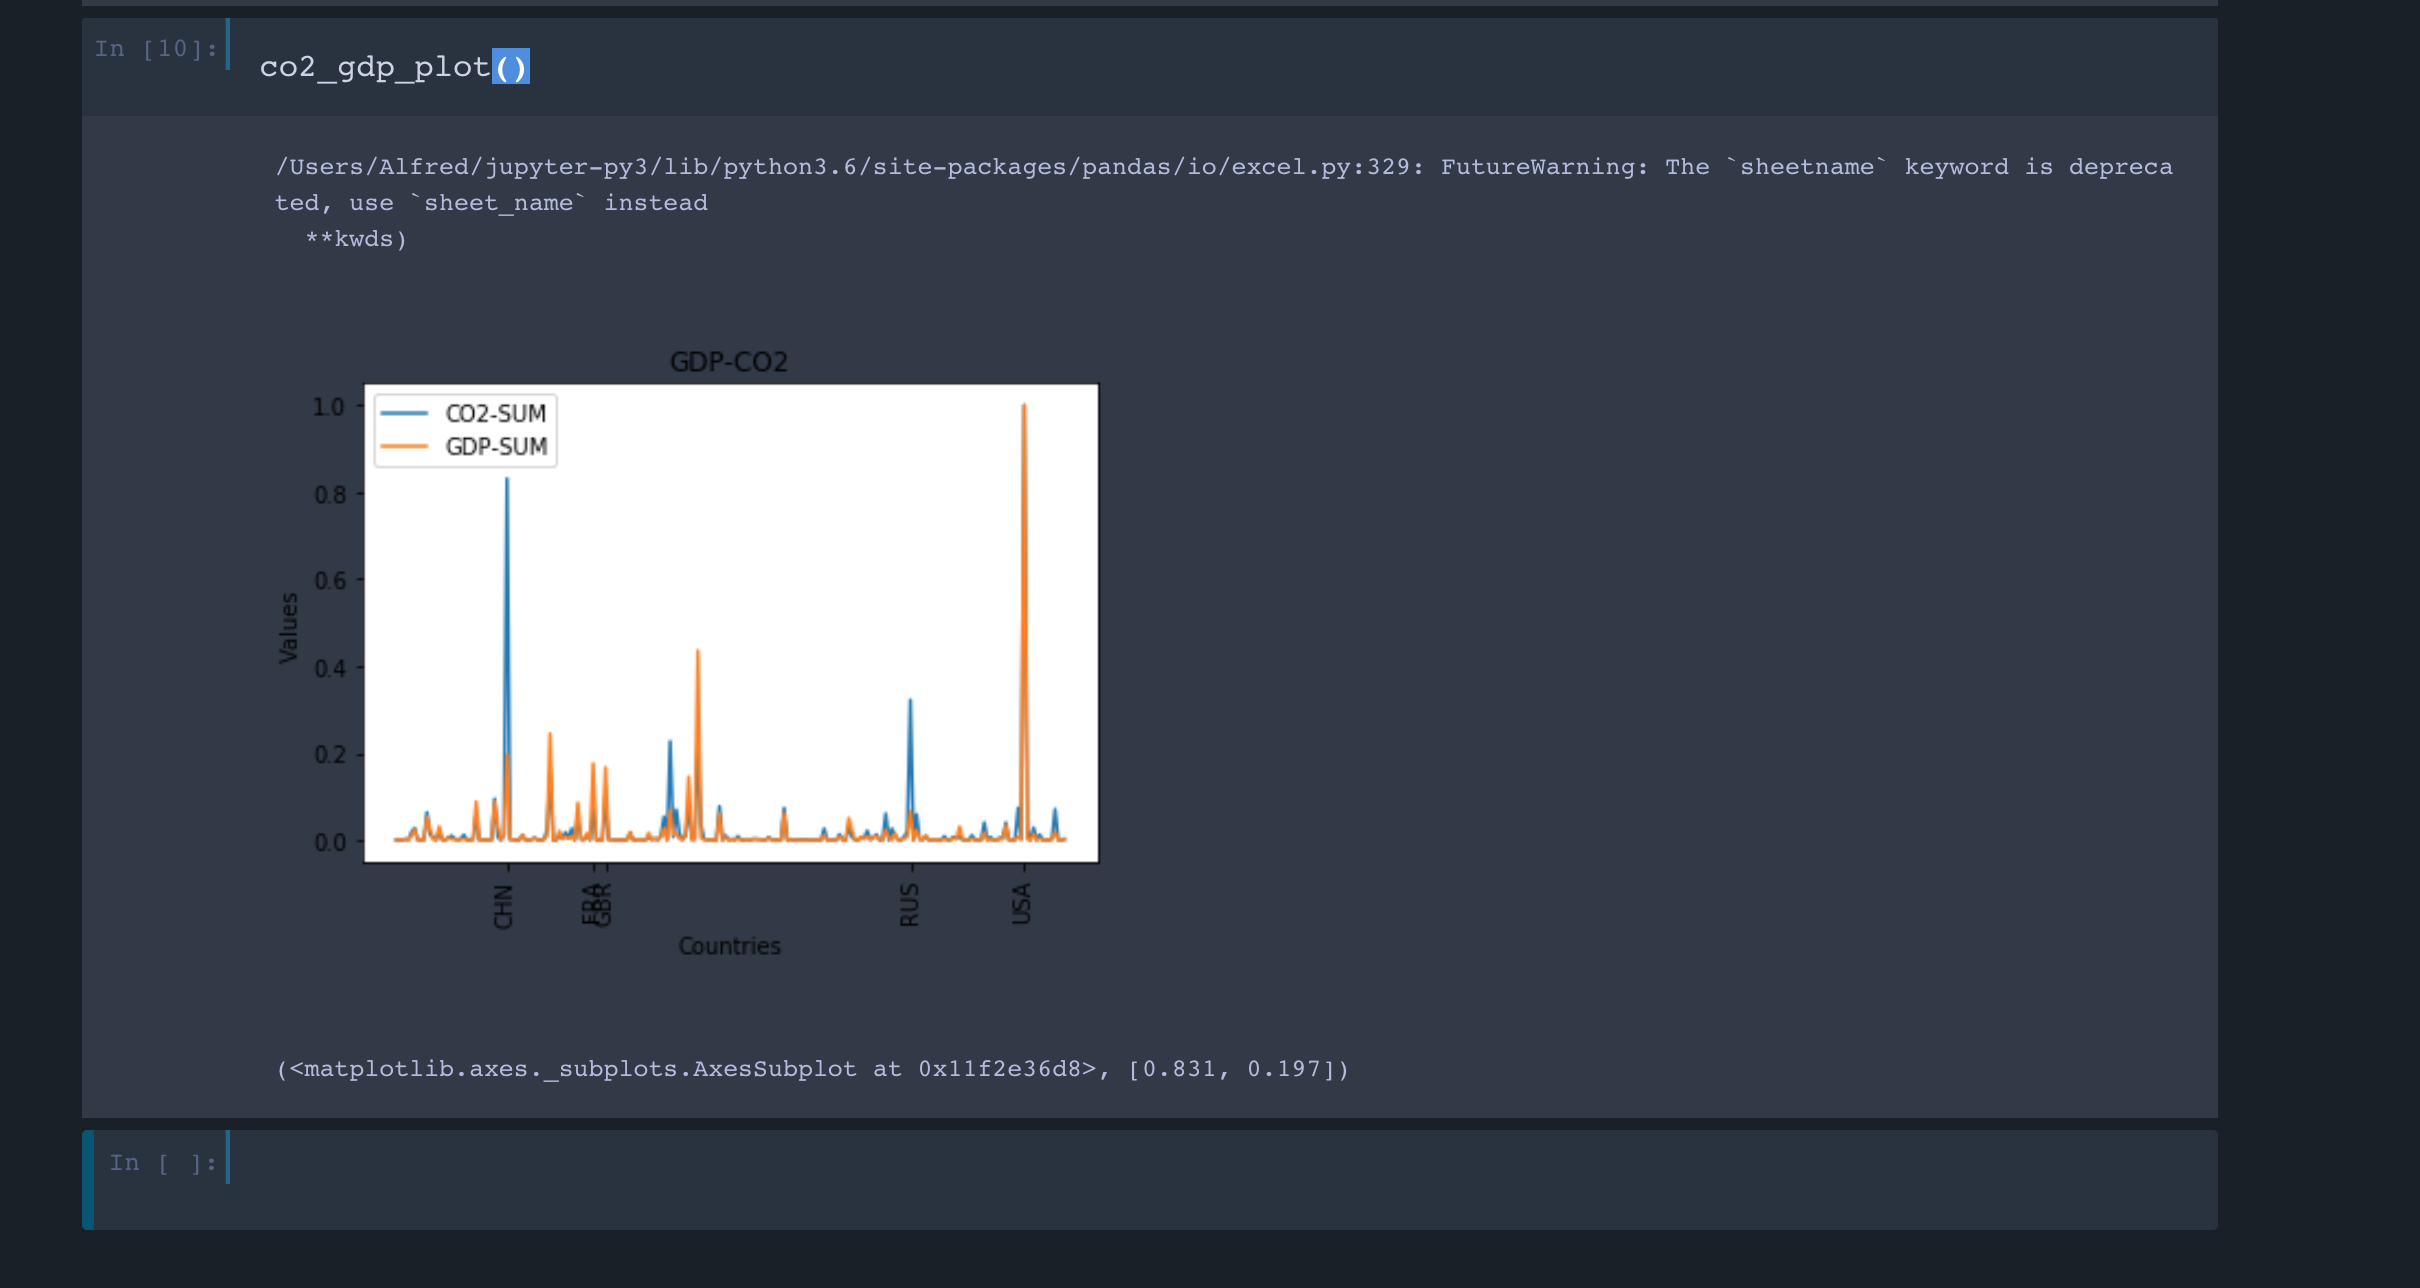 In [10]:
co2_gdp_plot()
/Users/Alfred/jupyter-py3/lib/python3.6/site-packages/pandas/io/excel.py:329: FutureWarning: The `sheetname` keyword is depreca
ted, use `sheet_name` instead
  **kwds)
GDP-CO2
CO2-SUM
GDP-SUM
1.0
0.8
0.6
0.4
0.2
0.0
Values
CHN
FRA
GBR
RUS
USA
Countries
(<matplotlib.axes._subplots.AxesSubplot at 0x11f2e36d8>, [0.831, 0.197])
In [ ]: